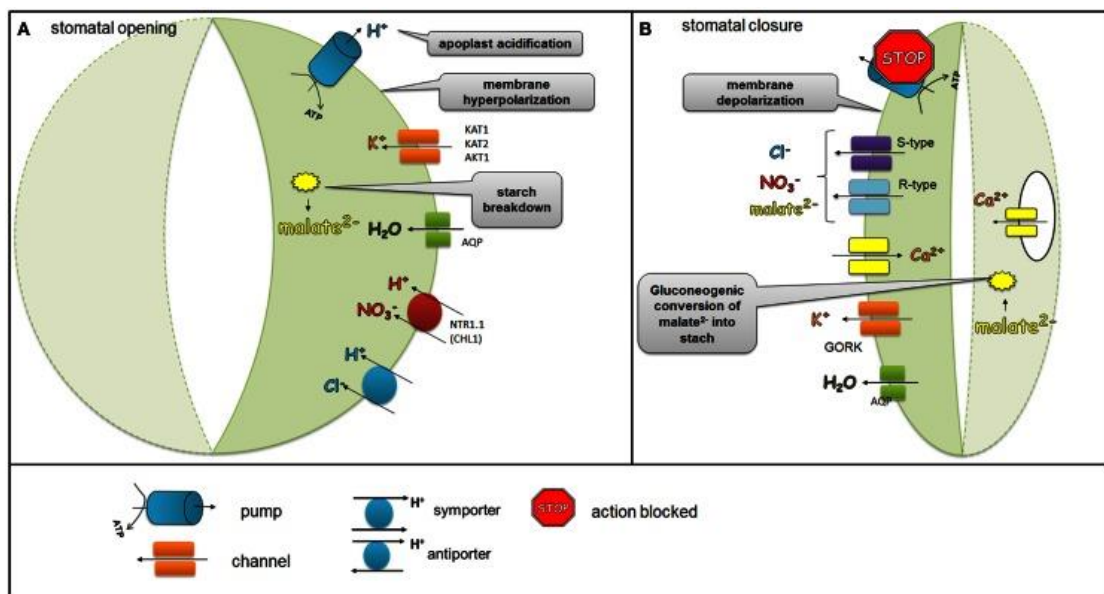 A
stomatal opening
H⁺
apoplast acidification
membrane
hyperpolarization
ATP
K⁺
KAT1
KAT2
AKT1
starch
breakdown
malate²⁻
H₂O
AQP
H⁺
NO₃⁻
NTR1.1
(CHL1)
H⁺
Cl⁻
B
stomatal closure
STOP
ATP
membrane
depolarization
Cl⁻
NO₃⁻
malate²⁻
S-type
R-type
Ca²⁺
Ca²⁺
Gluconeogenic
conversion of
malate²⁻ into
stach
malate²⁻
K⁺
GORK
H₂O
AQP
ATP
pump
channel
H⁺
symporter
H⁺
antiporter
STOP
action blocked